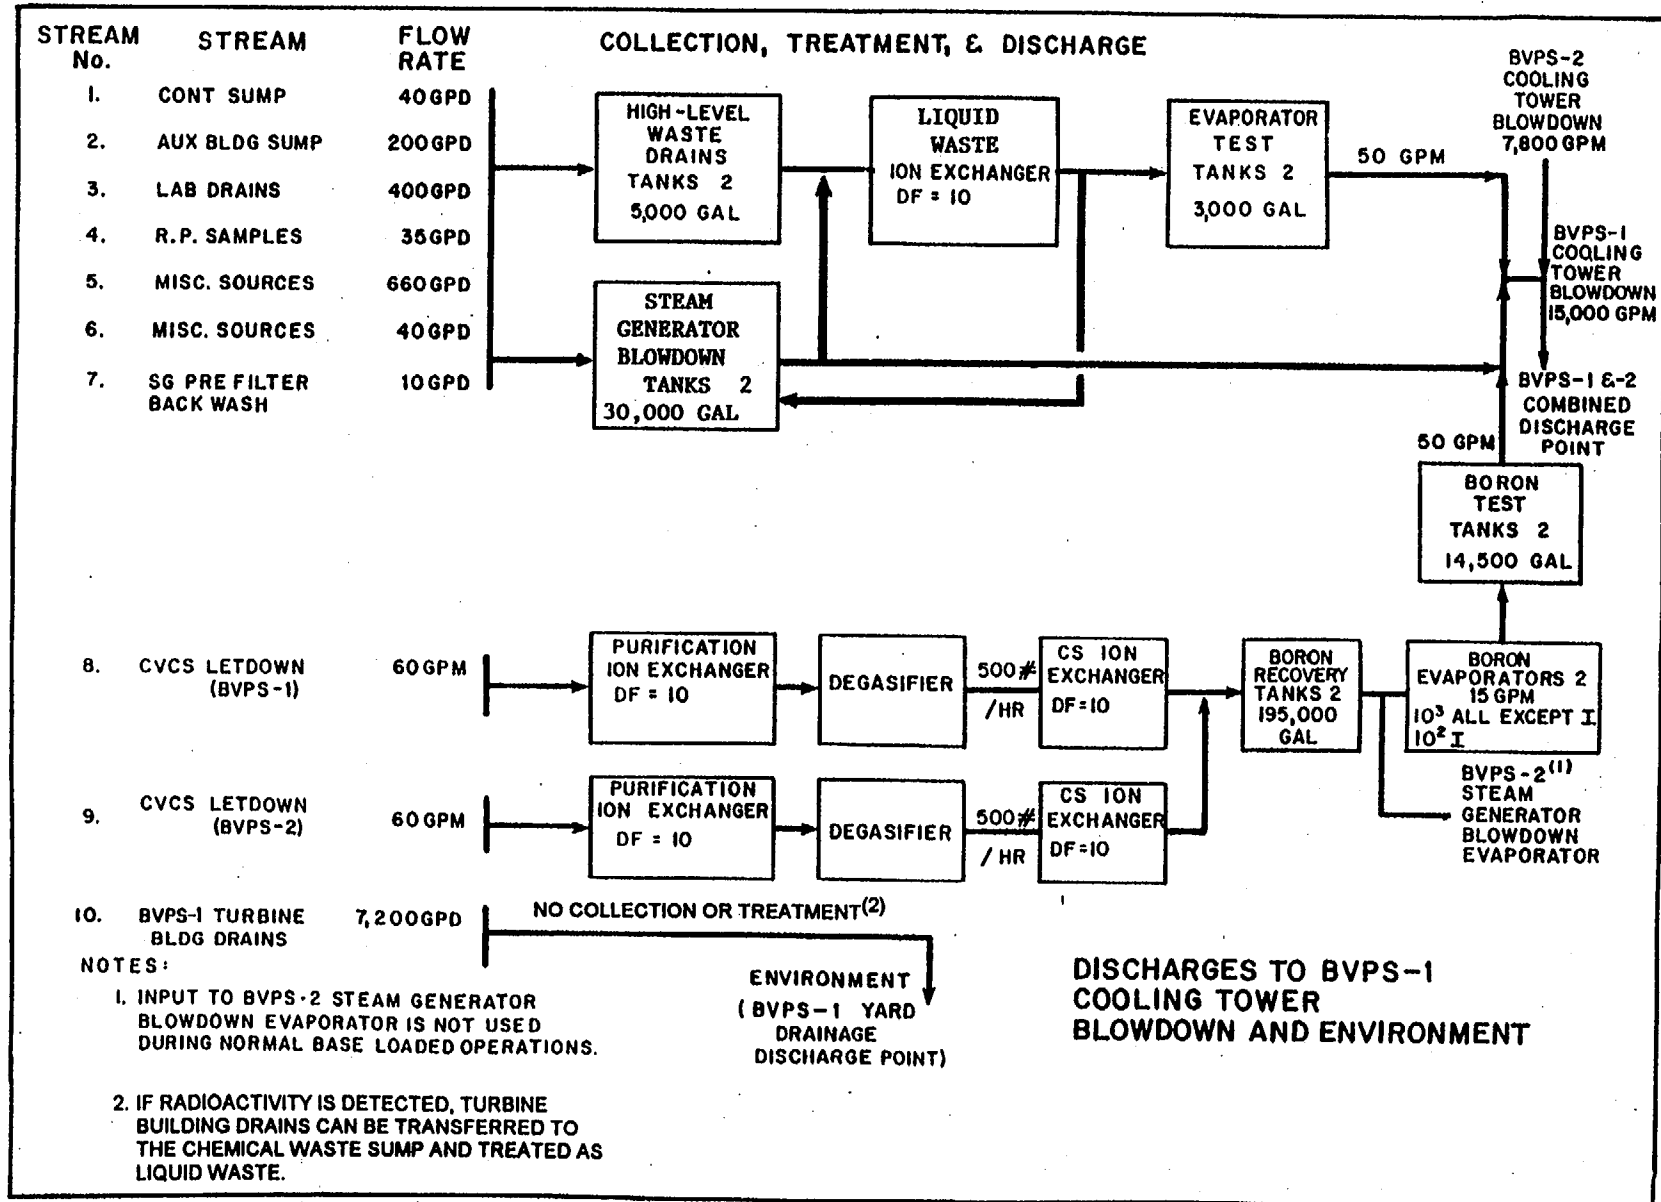 STREAM No. STREAM FLOW RATE COLLECTION, TREATMENT, & DISCHARGE
1. CONT SUMP 40 GPD
2. AUX BLDG SUMP 200 GPD
3. LAB DRAINS 400 GPD
4. R.P. SAMPLES 35 GPD
5. MISC. SOURCES 660 GPD
6. MISC. SOURCES 40 GPD
7. SG PRE FILTER 10 GPD
BACK WASH
HIGH-LEVEL
WASTE
DRAINS
TANKS 2
5,000 GAL
LIQUID
WASTE
ION EXCHANGER
DF = 10
EVAPORATOR
TEST
TANKS 2
3,000 GAL
50 GPM
BVPS-2
COOLING
TOWER
BLOWDOWN
7,800 GPM
BVPS-1
COOLING
TOWER
BLOWDOWN
15,000 GPM
STEAM
GENERATOR
BLOWDOWN
TANKS 2
30,000 GAL
BVPS-1 &-2
COMBINED
DISCHARGE
POINT
50 GPM
BORON
TEST
TANKS 2
14,500 GAL
8. CVCS LETDOWN 60 GPM
(BVPS-1)
PURIFICATION
ION EXCHANGER
DF = 10
DEGASIFIER
500#
/HR
CS ION
EXCHANGER
DF=10
BORON
RECOVERY
TANKS 2
195,000
GAL
BORON
EVAPORATORS 2
15 GPM
10³ ALL EXCEPT I
10² I
BVPS-2(1)
STEAM
GENERATOR
BLOWDOWN
EVAPORATOR
9. CVCS LETDOWN 60 GPM
(BVPS-2)
PURIFICATION
ION EXCHANGER
DF = 10
DEGASIFIER
500#
/HR
CS ION
EXCHANGER
DF=10
10. BVPS-1 TURBINE 7,200 GPD
BLDG DRAINS
NO COLLECTION OR TREATMENT(2)
ENVIRONMENT
(BVPS-1 YARD
DRAINAGE
DISCHARGE POINT)
DISCHARGES TO BVPS-1
COOLING TOWER
BLOWDOWN AND ENVIRONMENT
NOTES:
1. INPUT TO BVPS-2 STEAM GENERATOR
BLOWDOWN EVAPORATOR IS NOT USED
DURING NORMAL BASE LOADED OPERATIONS.
2. IF RADIOACTIVITY IS DETECTED, TURBINE
BUILDING DRAINS CAN BE TRANSFERRED TO
THE CHEMICAL WASTE SUMP AND TREATED AS
LIQUID WASTE.